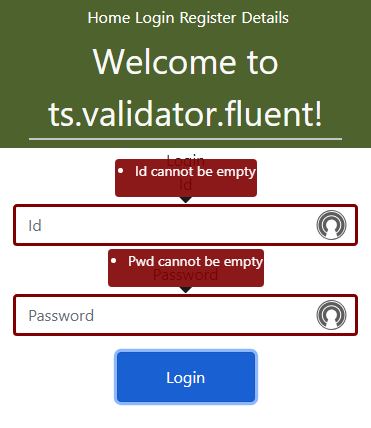 Home Login Register Details
Welcome to
ts.validator.fluent!
Login
• Id cannot be empty
Id
Id
• Pwd cannot be empty
Password
Password
Login